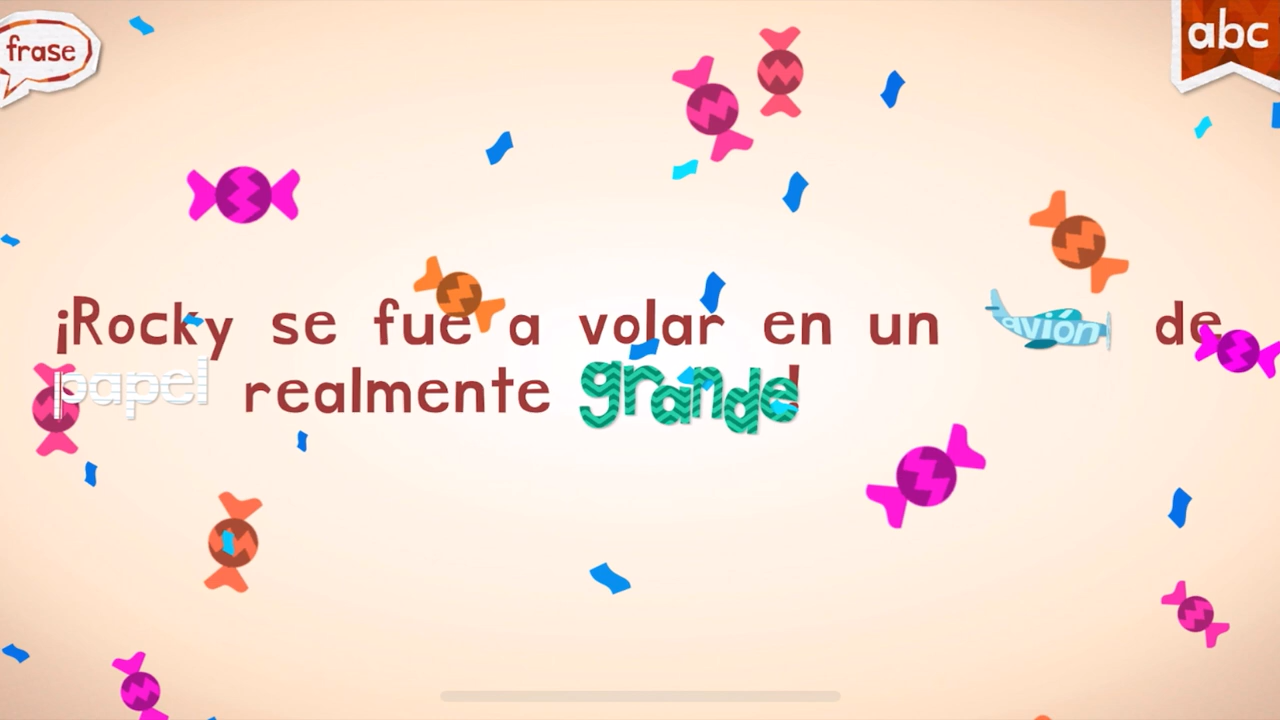 frase
abc
¡Rocky se fue a volar en un avión de
papel realmente grande!